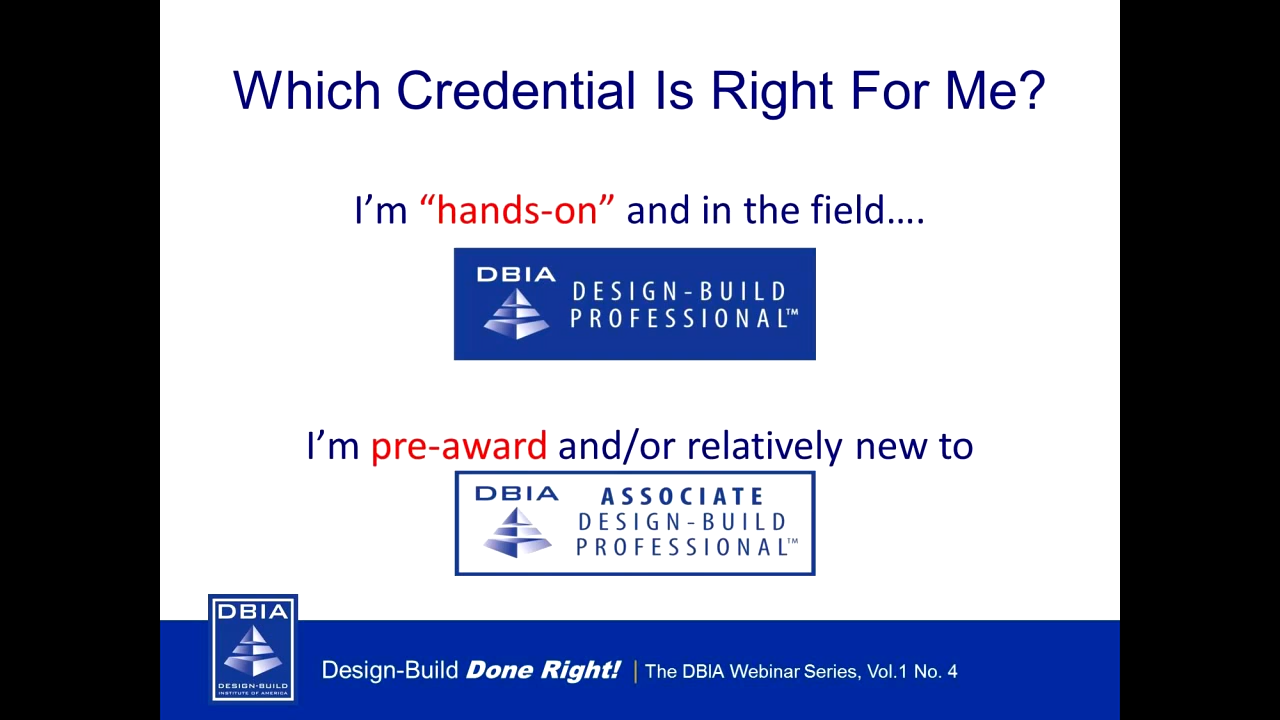 Which Credential Is Right For Me?
I’m “hands-on” and in the field….
DBIA
DESIGN-BUILD
PROFESSIONAL™
I’m pre-award and/or relatively new to
DBIA
ASSOCIATE
DESIGN-BUILD
PROFESSIONAL™
DBIA
DESIGN-BUILD
INSTITUTE OF AMERICA
Design-Build Done Right! | The DBIA Webinar Series, Vol.1 No. 4